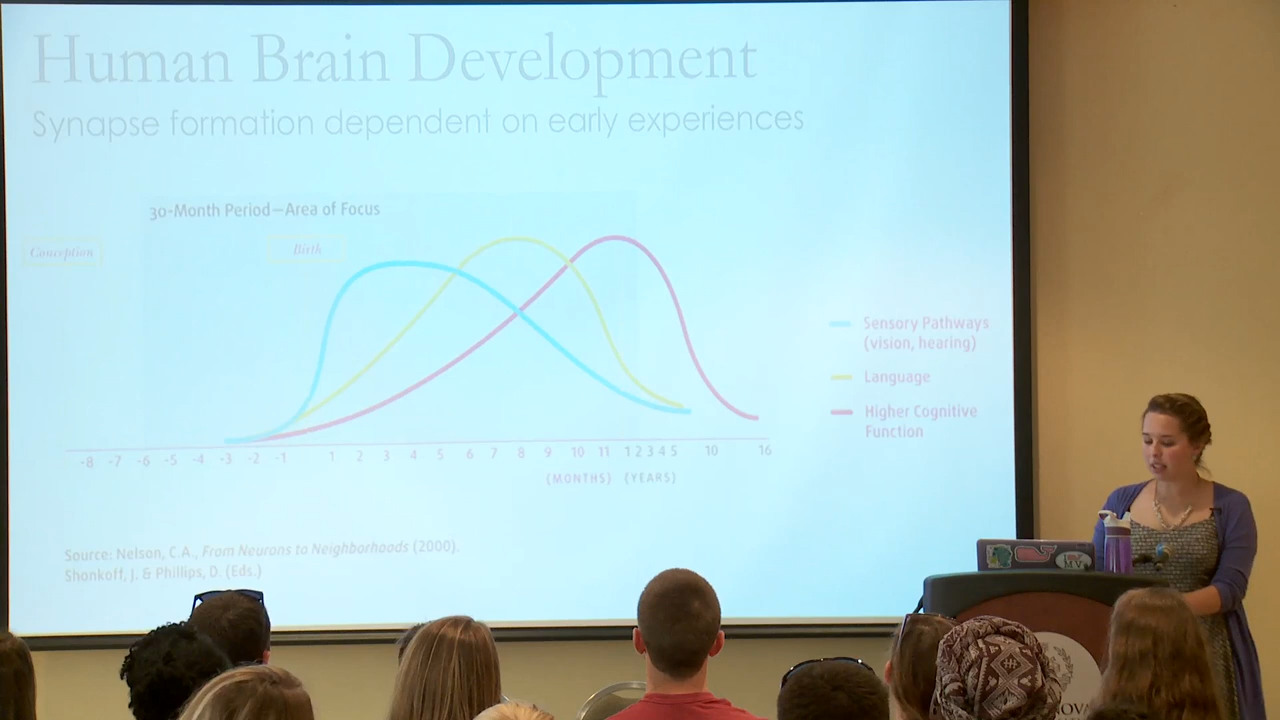 Human Brain Development
Synapse formation dependent on early experiences
30-Month Period—Area of Focus
Conception
Birth
Sensory Pathways
(vision, hearing)
Language
Higher Cognitive
Function
-8 -7 -6 -5 -4 -3 -2 -1 1 2 3 4 5 6 7 8 9 10 11 1 2 3 4 5 10 16
(MONTHS) (YEARS)
Source: Nelson, C.A., From Neurons to Neighborhoods (2000).
Shonkoff, J. & Phillips, D. (Eds.)
MV
NOVA